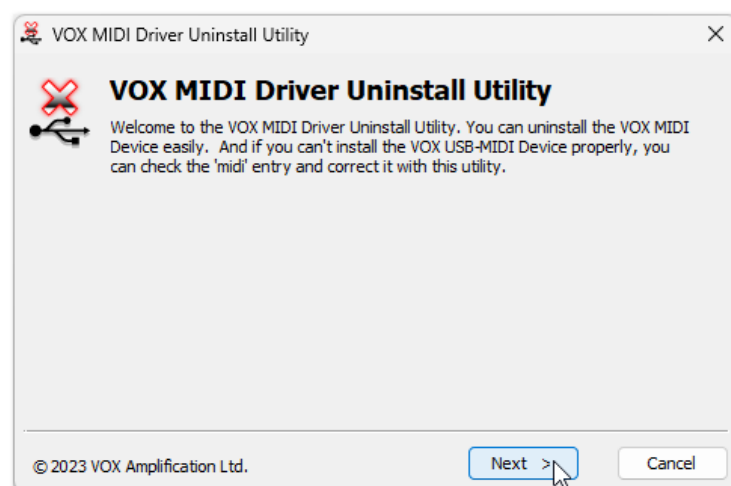 VOX MIDI Driver Uninstall Utility
VOX MIDI Driver Uninstall Utility
Welcome to the VOX MIDI Driver Uninstall Utility. You can uninstall the VOX MIDI
Device easily.  And if you can't install the VOX USB-MIDI Device properly, you
can check the 'midi' entry and correct it with this utility.
© 2023 VOX Amplification Ltd.
Next >
Cancel